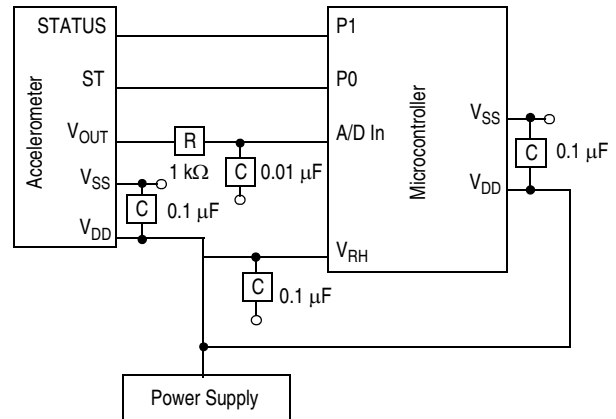 STATUS
ST
V_OUT
V_SS
V_DD
Accelerometer
R
1 kΩ
C
0.01 µF
C
0.1 µF
C
0.1 µF
P1
P0
A/D In
V_RH
Microcontroller
V_SS
V_DD
C
0.1 µF
Power Supply